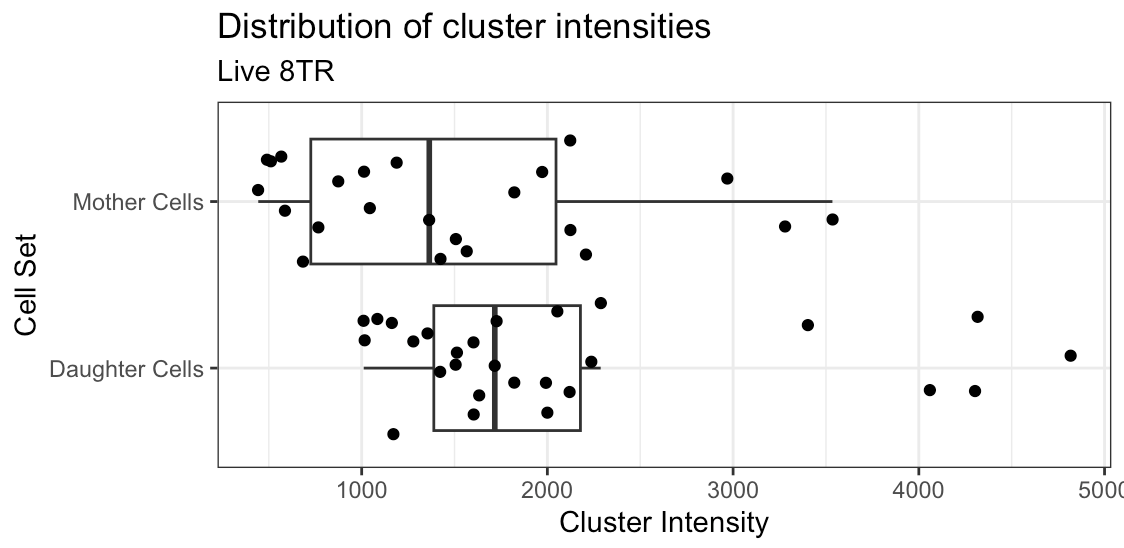 Distribution of cluster intensities
Live 8TR
Cell Set
Mother Cells
Daughter Cells
1000 2000 3000 4000 5000
Cluster Intensity